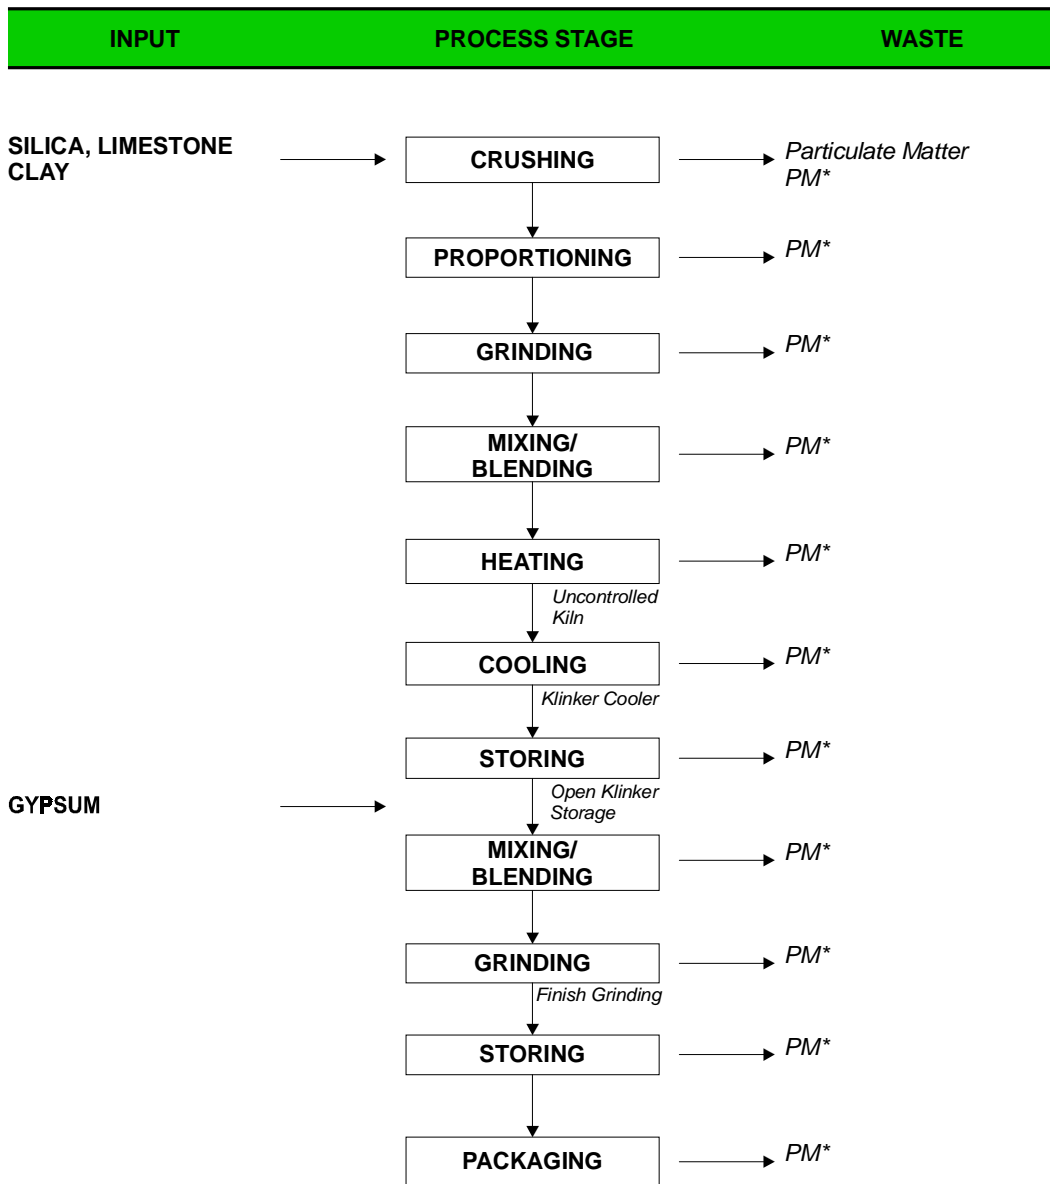 INPUT PROCESS STAGE WASTE
SILICA, LIMESTONE
CLAY
CRUSHING
Particulate Matter
PM*
PROPORTIONING
PM*
GRINDING
PM*
MIXING/
BLENDING
PM*
HEATING
PM*
Uncontrolled
Kiln
COOLING
PM*
Klinker Cooler
STORING
PM*
Open Klinker
Storage
GYPSUM
MIXING/
BLENDING
PM*
GRINDING
PM*
Finish Grinding
STORING
PM*
PACKAGING
PM*